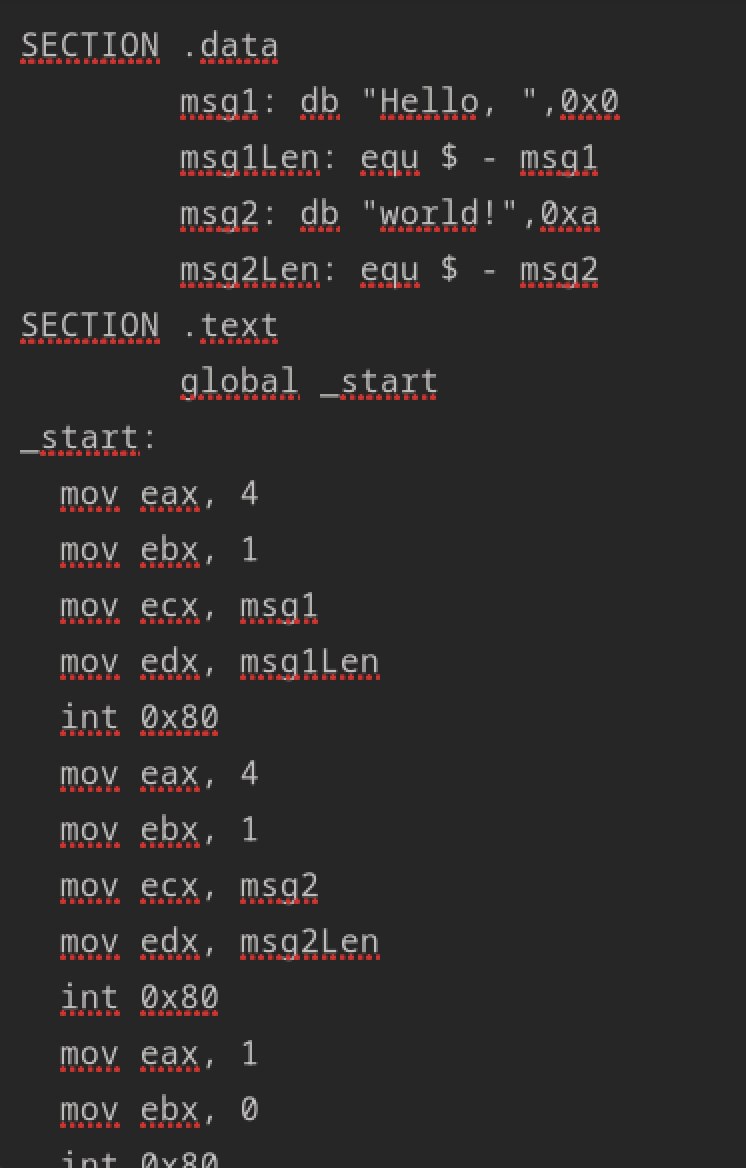 SECTION .data
msg1: db "Hello, ",0x0
msg1Len: equ $ - msg1
msg2: db "world!",0xa
msg2Len: equ $ - msg2
SECTION .text
global _start
_start:
mov eax, 4
mov ebx, 1
mov ecx, msg1
mov edx, msg1Len
int 0x80
mov eax, 4
mov ebx, 1
mov ecx, msg2
mov edx, msg2Len
int 0x80
mov eax, 1
mov ebx, 0
int 0x80